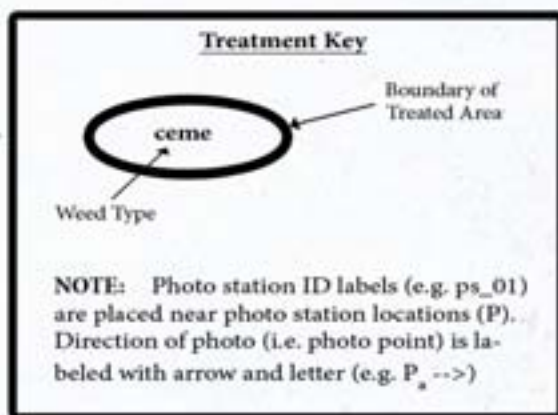 Treatment Key
Boundary of
Treated Area
ceme
Weed Type
NOTE: Photo station ID labels (e.g. ps_01)
are placed near photo station locations (P).
Direction of photo (i.e. photo point) is la-
beled with arrow and letter (e.g. Pa -->)